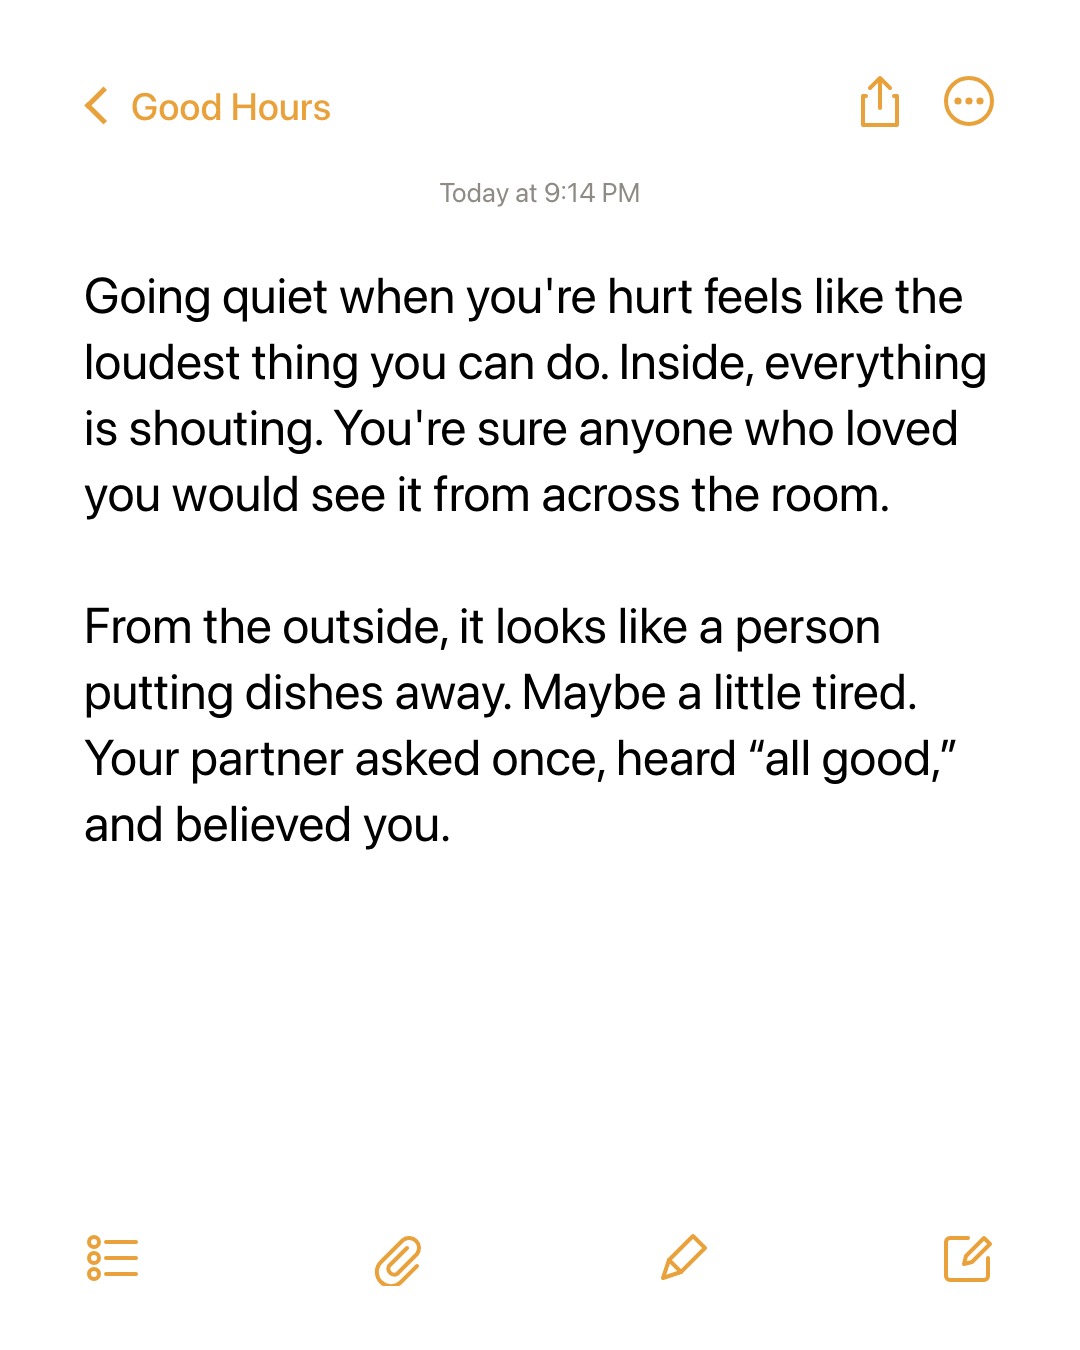 Good Hours
Today at 9:14 PM
Going quiet when you're hurt feels like the
loudest thing you can do. Inside, everything
is shouting. You're sure anyone who loved
you would see it from across the room.
From the outside, it looks like a person
putting dishes away. Maybe a little tired.
Your partner asked once, heard “all good,”
and believed you.